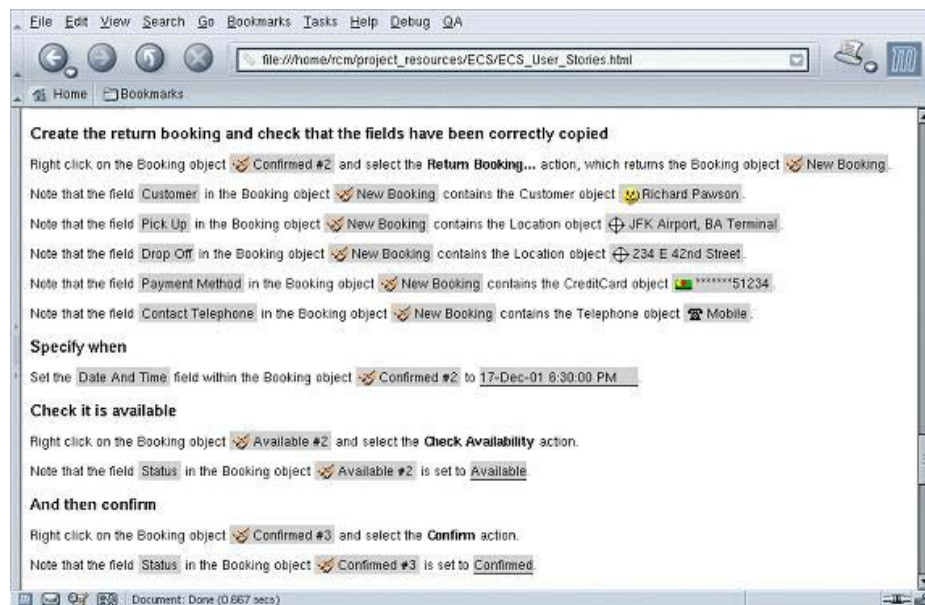 File Edit View Search Go Bookmarks Tasks Help Debug QA
file:///home/rcm/project_resources/ECS/ECS_User_Stories.html
Home Bookmarks
Create the return booking and check that the fields have been correctly copied
Right click on the Booking object Confirmed #2 and select the Return Booking... action, which returns the Booking object New Booking.
Note that the field Customer in the Booking object New Booking contains the Customer object Richard Pawson.
Note that the field Pick Up in the Booking object New Booking contains the Location object JFK Airport, BA Terminal.
Note that the field Drop Off in the Booking object New Booking contains the Location object 234 E 42nd Street.
Note that the field Payment Method in the Booking object New Booking contains the CreditCard object *******51234.
Note that the field Contact Telephone in the Booking object New Booking contains the Telephone object Mobile.
Specify when
Set the Date And Time field within the Booking object Confirmed #2 to 17-Dec-01 6:30:00 PM.
Check it is available
Right click on the Booking object Available #2 and select the Check Availability action.
Note that the field Status in the Booking object Available #2 is set to Available.
And then confirm
Right click on the Booking object Confirmed #3 and select the Confirm action.
Note that the field Status in the Booking object Confirmed #3 is set to Confirmed.
Document: Done (0.667 secs)